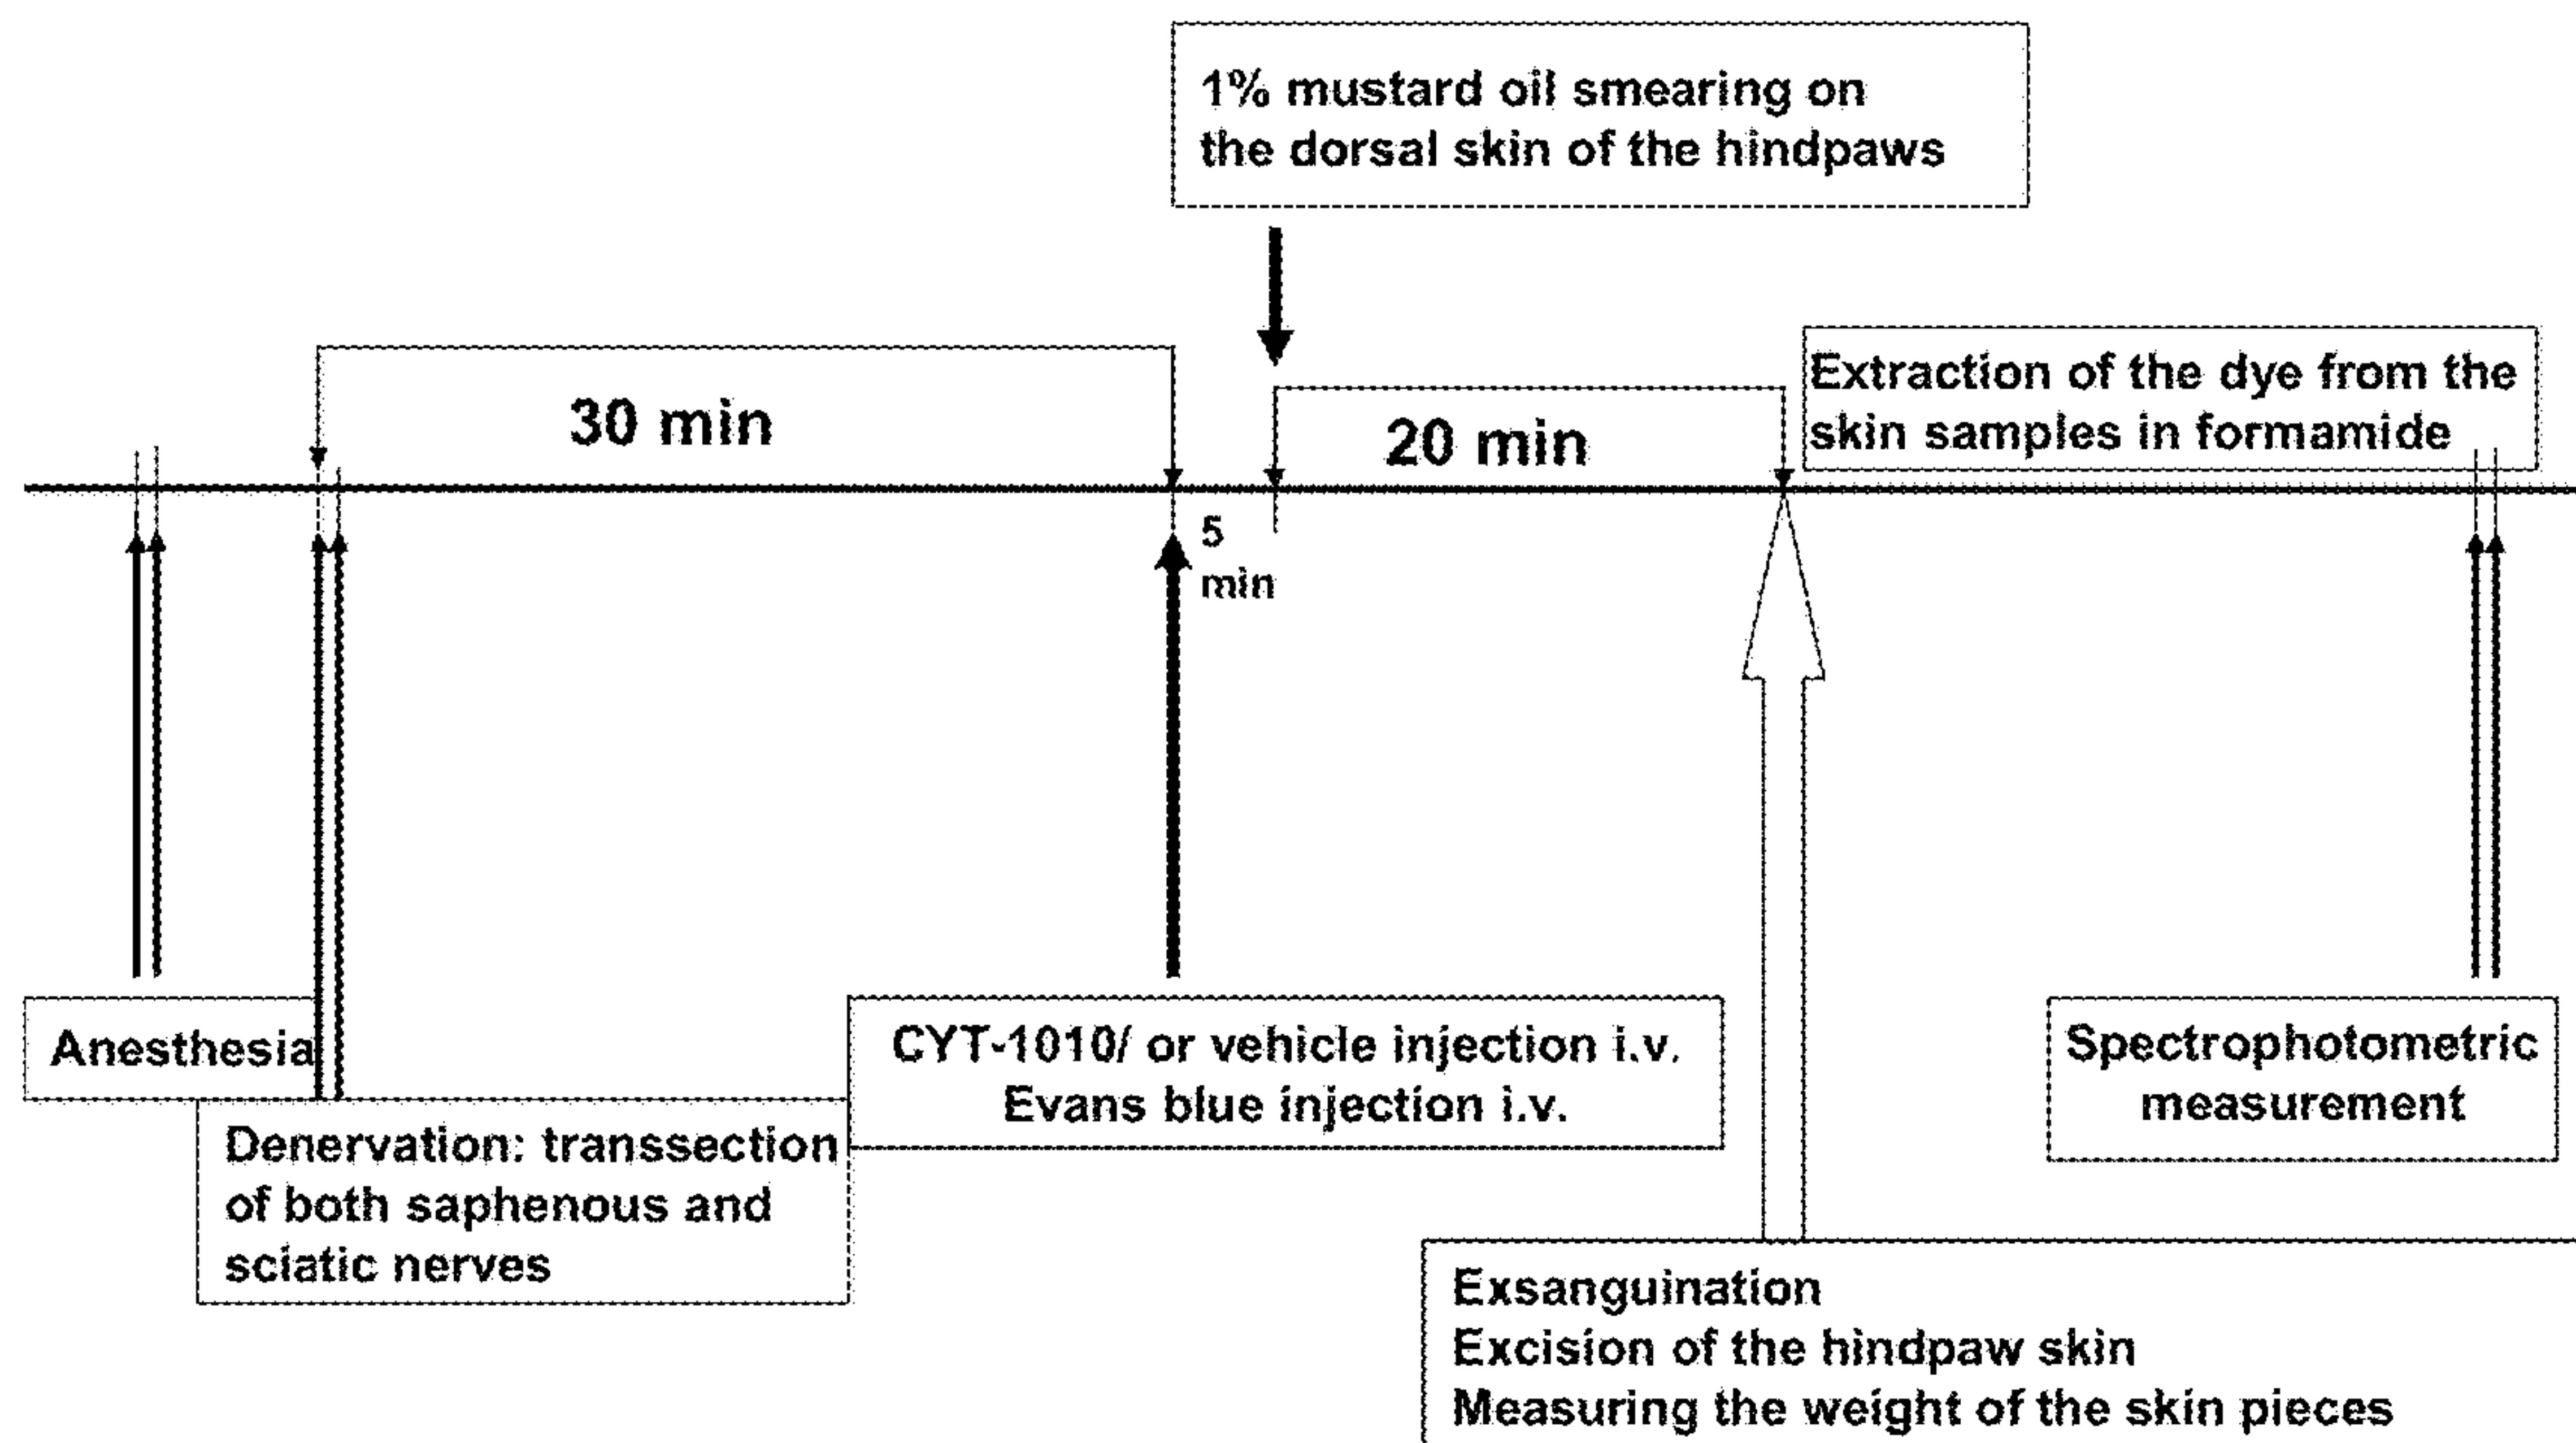 1% mustard oil smearing on
the dorsal skin of the hindpaws
30 min
20 min
Extraction of the dye from the
skin samples in formamide
5
min
Anesthesia
CYT-1010/ or vehicle injection i.v.
Evans blue injection i.v.
Spectrophotometric
measurement
Denervation: transsection
of both saphenous and
sciatic nerves
Exsanguination
Excision of the hindpaw skin
Measuring the weight of the skin pieces